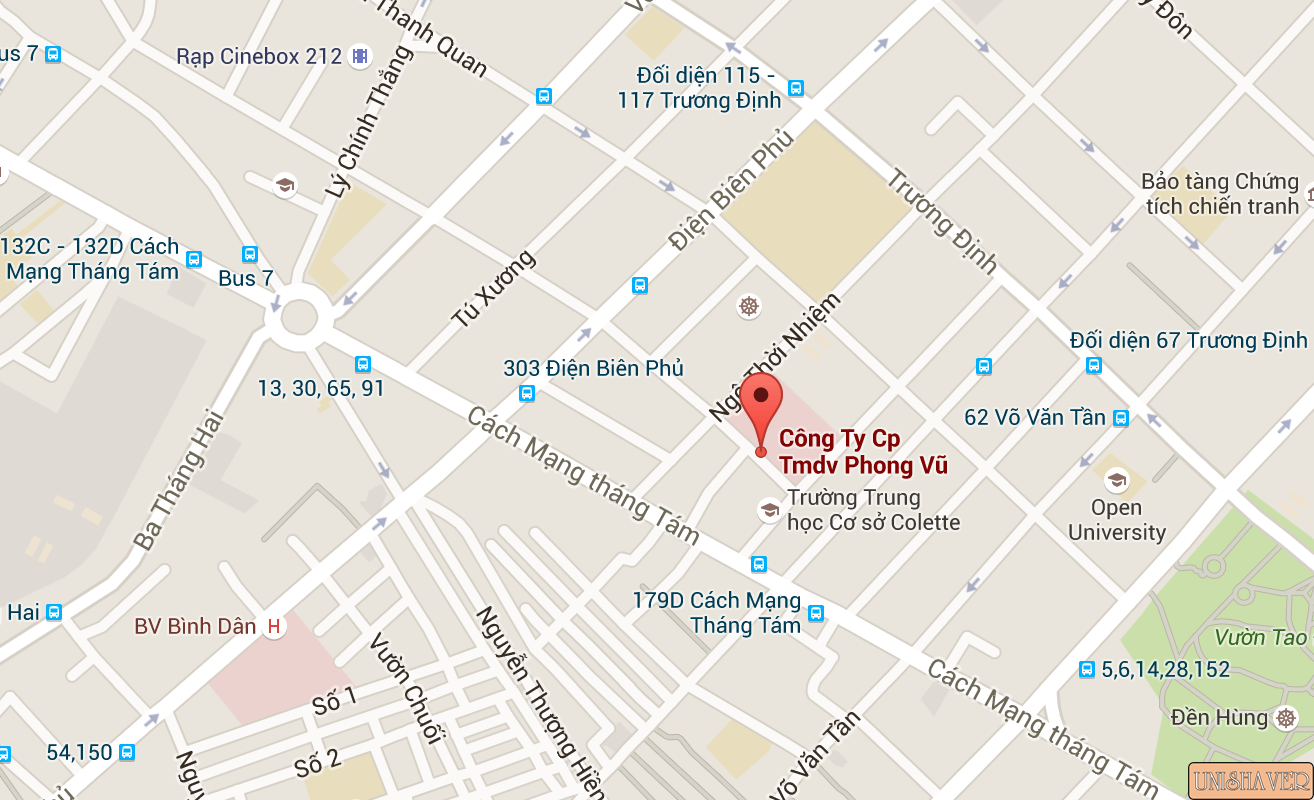 Thanh Quan
ý Đôn
us 7
Rạp Cinebox 212
Lý Chính Thắng
Đối diện 115 -
117 Trương Định
Điện Biên Phủ
Trương Định
Bảo tàng Chứng
tích chiến tranh
132C - 132D Cách
Mạng Tháng Tám
Bus 7
Tú Xương
Ngô Thời Nhiệm
Đối diện 67 Trương Định
303 Điện Biên Phủ
13, 30, 65, 91
62 Võ Văn Tần
Cách Mạng tháng Tám
Công Ty Cp
Tmdv Phong Vũ
Ba Tháng Hai
Trường Trung
học Cơ sở Colette
Open
University
Hai
BV Bình Dân
H
179D Cách Mạng
Tháng Tám
Vườn Tao
Vườn Chuối
Nguyễn Thượng Hiền
5,6,14,28,152
Cách Mạng tháng Tám
Số 1
Đền Hùng
Võ Văn Tần
54,150
Số 2
UNISHAVER